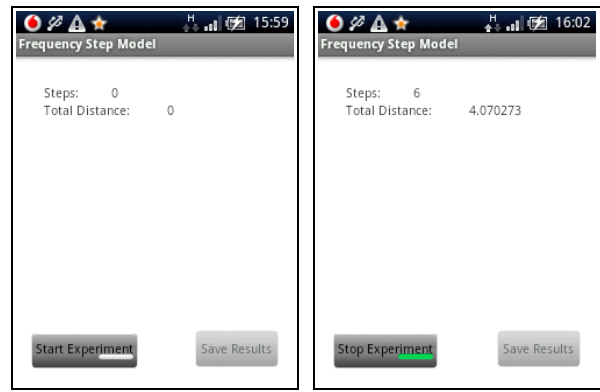 H
15:59
Frequency Step Model
Steps: 0
Total Distance: 0
Start Experiment
Save Results
H
16:02
Frequency Step Model
Steps: 6
Total Distance: 4.070273
Stop Experiment
Save Results